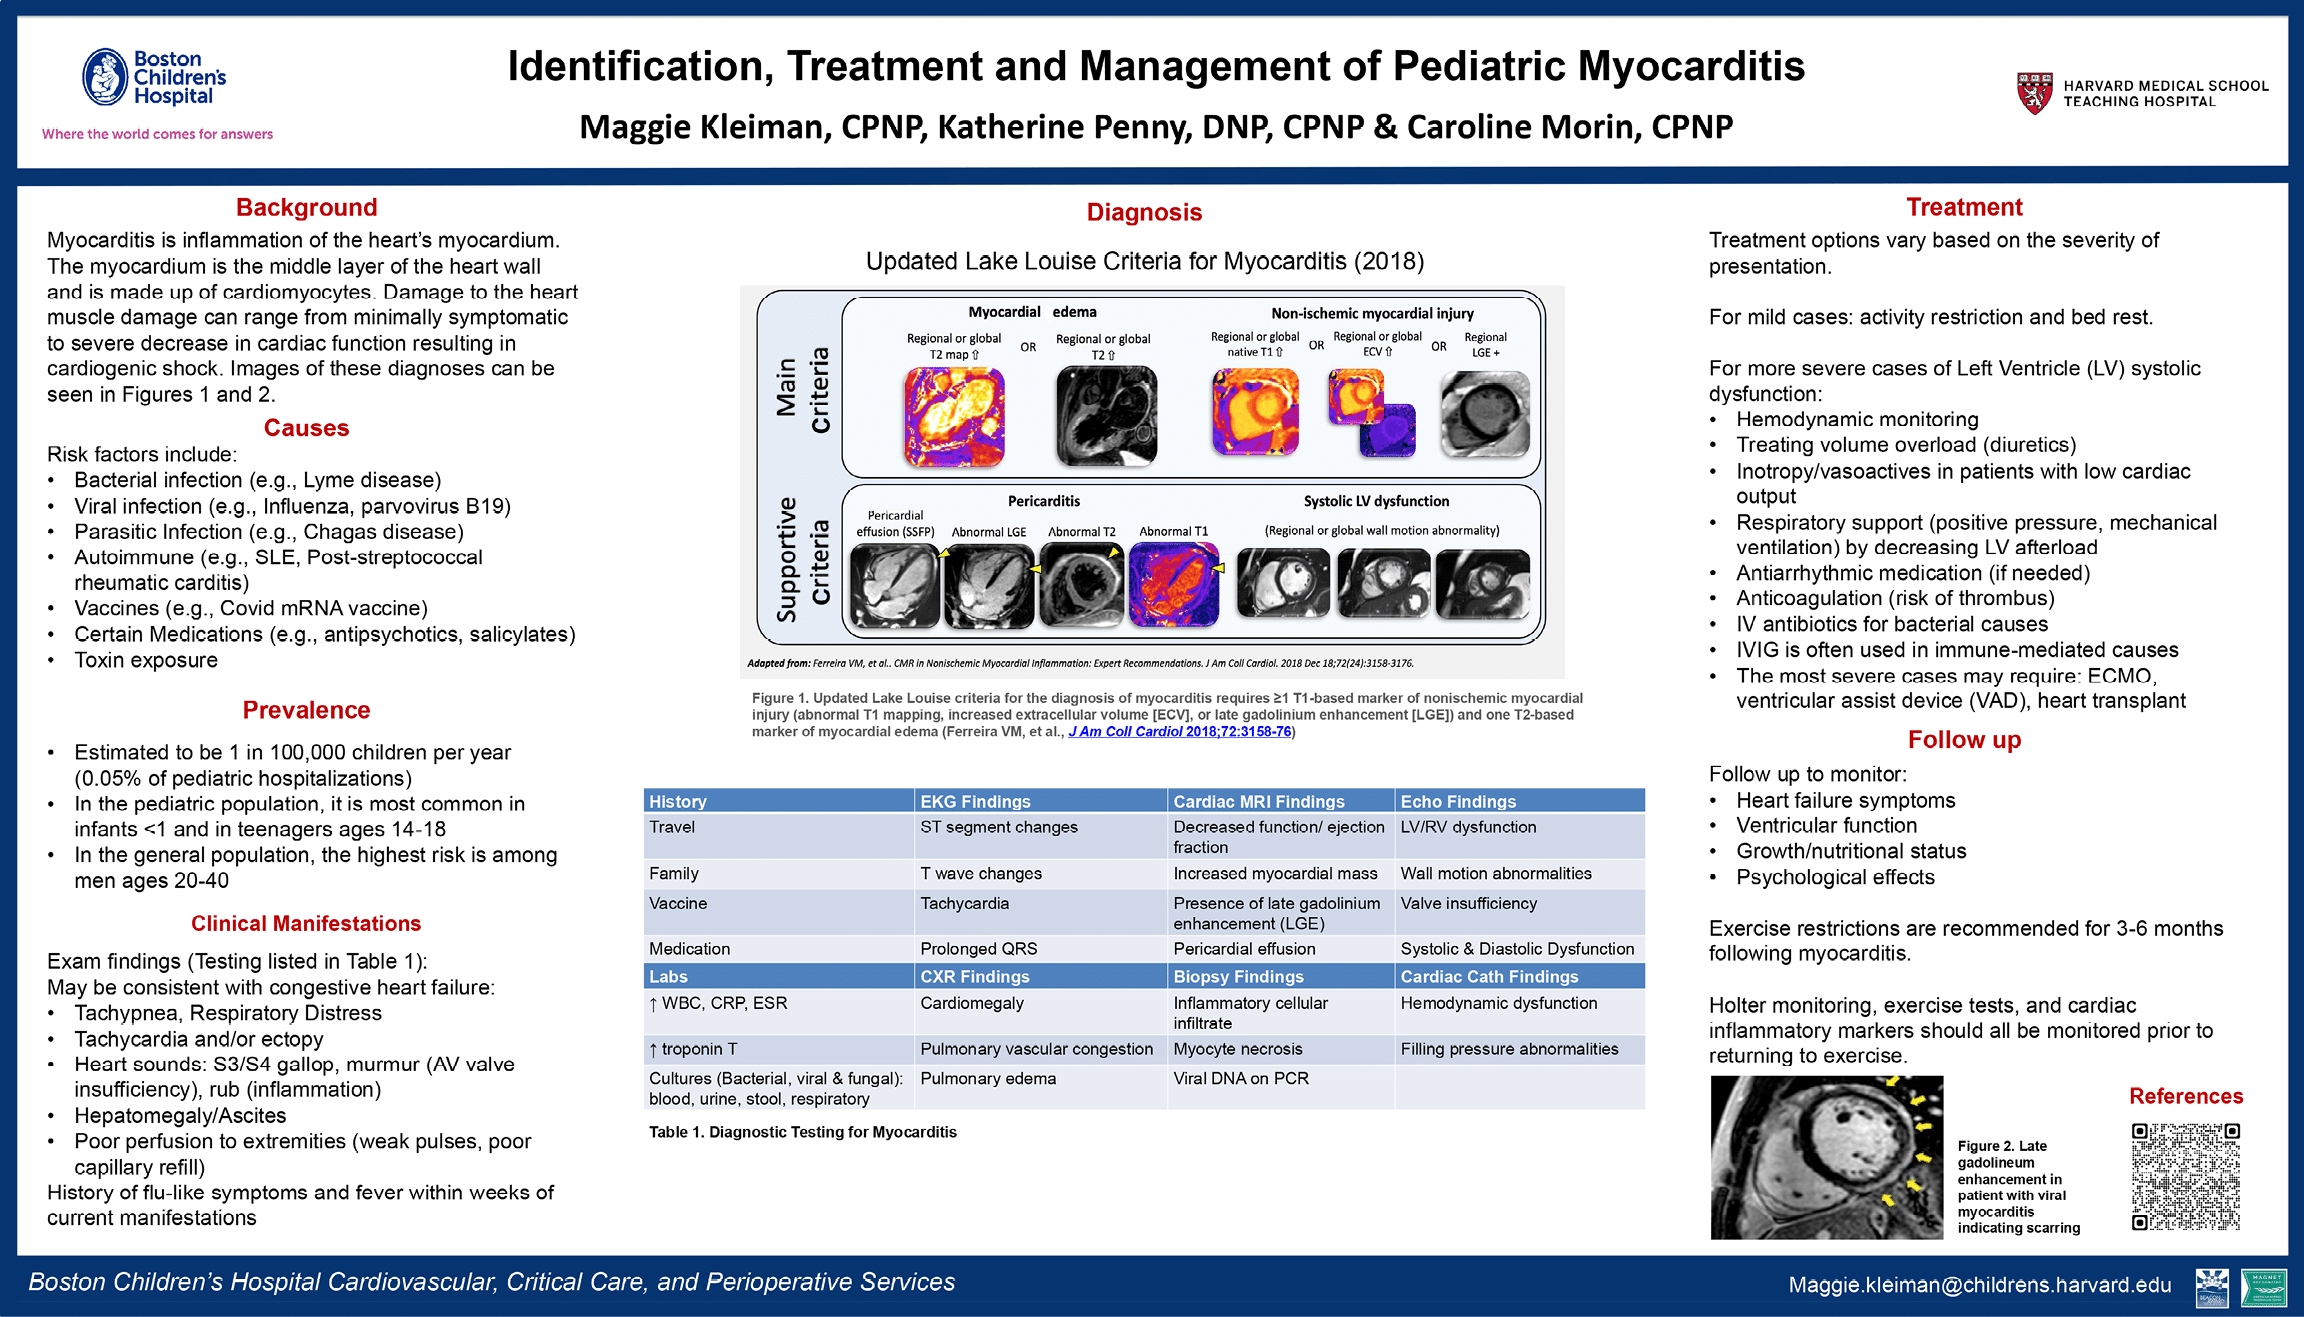 Boston
Children's
Hospital
Where the world comes for answers
Identification, Treatment and Management of Pediatric Myocarditis
Maggie Kleiman, CPNP, Katherine Penny, DNP, CPNP & Caroline Morin, CPNP
HARVARD MEDICAL SCHOOL
TEACHING HOSPITAL
Background
Myocarditis is inflammation of the heart's myocardium.
The myocardium is the middle layer of the heart wall
and is made up of cardiomyocytes. Damage to the heart
muscle damage can range from minimally symptomatic
to severe decrease in cardiac function resulting in
cardiogenic shock. Images of these diagnoses can be
seen in Figures 1 and 2.
Causes
Risk factors include:
• Bacterial infection (e.g., Lyme disease)
• Viral infection (e.g., Influenza, parvovirus B19)
• Parasitic Infection (e.g., Chagas disease)
• Autoimmune (e.g., SLE, Post-streptococcal
rheumatic carditis)
• Vaccines (e.g., Covid mRNA vaccine)
• Certain Medications (e.g., antipsychotics, salicylates)
• Toxin exposure
Prevalence
• Estimated to be 1 in 100,000 children per year
(0.05% of pediatric hospitalizations)
• In the pediatric population, it is most common in
infants <1 and in teenagers ages 14-18
• In the general population, the highest risk is among
men ages 20-40
Clinical Manifestations
Exam findings (Testing listed in Table 1):
May be consistent with congestive heart failure:
• Tachypnea, Respiratory Distress
• Tachycardia and/or ectopy
• Heart sounds: S3/S4 gallop, murmur (AV valve
insufficiency), rub (inflammation)
• Hepatomegaly/Ascites
• Poor perfusion to extremities (weak pulses, poor
capillary refill)
History of flu-like symptoms and fever within weeks of
current manifestations
Diagnosis
Updated Lake Louise Criteria for Myocarditis (2018)
Main
Criteria
Myocardial edema
Regional or global
T2 map ⇧
OR
Regional or global
T2 ⇧
Non-ischemic myocardial injury
Regional or global
native T1 ⇧
OR
Regional or global
ECV ⇧
OR
Regional
LGE +
Supportive
Criteria
Pericarditis
Pericardial
effusion (SSFP)
Abnormal LGE
Abnormal T2
Abnormal T1
Systolic LV dysfunction
(Regional or global wall motion abnormality)
Adapted from: Ferreira VM, et al.. CMR in Nonischemic Myocardial Inflammation: Expert Recommendations. J Am Coll Cardiol. 2018 Dec 18;72(24):3158-3176.
Figure 1. Updated Lake Louise criteria for the diagnosis of myocarditis requires ≥1 T1-based marker of nonischemic myocardial
injury (abnormal T1 mapping, increased extracellular volume [ECV], or late gadolinium enhancement [LGE]) and one T2-based
marker of myocardial edema (Ferreira VM, et al., J Am Coll Cardiol 2018;72:3158-76)
History EKG Findings Cardiac MRI Findings Echo Findings
Travel ST segment changes Decreased function/ ejection LV/RV dysfunction
fraction
Family T wave changes Increased myocardial mass Wall motion abnormalities
Vaccine Tachycardia Presence of late gadolinium Valve insufficiency
enhancement (LGE)
Medication Prolonged QRS Pericardial effusion Systolic & Diastolic Dysfunction
Labs CXR Findings Biopsy Findings Cardiac Cath Findings
↑ WBC, CRP, ESR Cardiomegaly Inflammatory cellular Hemodynamic dysfunction
infiltrate
↑ troponin T Pulmonary vascular congestion Myocyte necrosis Filling pressure abnormalities
Cultures (Bacterial, viral & fungal): Pulmonary edema Viral DNA on PCR
blood, urine, stool, respiratory
Table 1. Diagnostic Testing for Myocarditis
Treatment
Treatment options vary based on the severity of
presentation.
For mild cases: activity restriction and bed rest.
For more severe cases of Left Ventricle (LV) systolic
dysfunction:
• Hemodynamic monitoring
• Treating volume overload (diuretics)
• Inotropy/vasoactives in patients with low cardiac
output
• Respiratory support (positive pressure, mechanical
ventilation) by decreasing LV afterload
• Antiarrhythmic medication (if needed)
• Anticoagulation (risk of thrombus)
• IV antibiotics for bacterial causes
• IVIG is often used in immune-mediated causes
• The most severe cases may require: ECMO,
ventricular assist device (VAD), heart transplant
Follow up
Follow up to monitor:
• Heart failure symptoms
• Ventricular function
• Growth/nutritional status
• Psychological effects
Exercise restrictions are recommended for 3-6 months
following myocarditis.
Holter monitoring, exercise tests, and cardiac
inflammatory markers should all be monitored prior to
returning to exercise.
Figure 2. Late
gadolineum
enhancement in
patient with viral
myocarditis
indicating scarring
References
Boston Children's Hospital Cardiovascular, Critical Care, and Perioperative Services
Maggie.kleiman@childrens.harvard.edu
BEACON
MAGNET